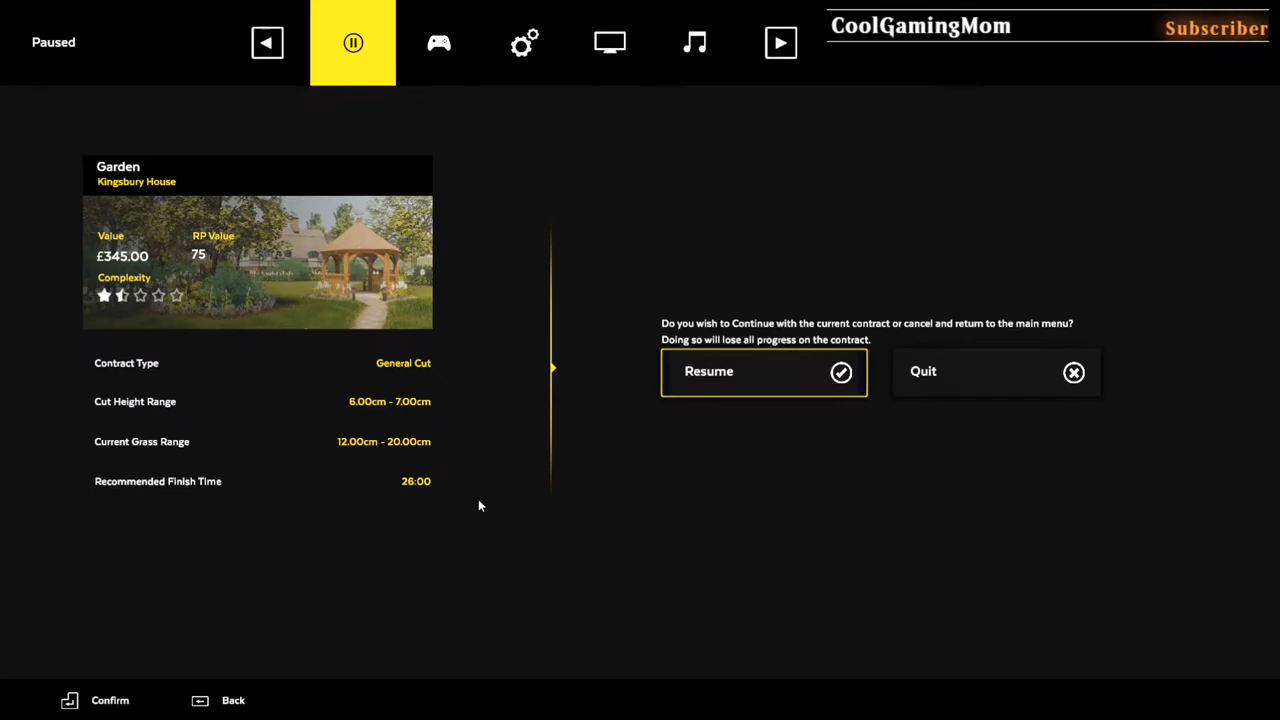 Paused
CoolGamingMom
Subscriber
Garden
Kingsbury House
Value
RP Value
£345.00
75
Complexity
Do you wish to Continue with the current contract or cancel and return to the main menu?
Doing so will lose all progress on the contract.
Resume
Quit
Contract Type
General Cut
Cut Height Range
6.00cm - 7.00cm
Current Grass Range
12.00cm - 20.00cm
Recommended Finish Time
26:00
Confirm
Back